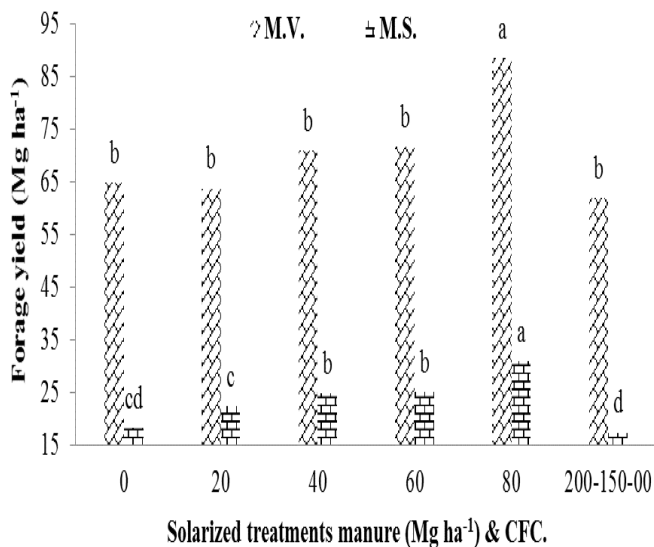 M.V. M.S.
Forage yield (Mg ha⁻¹)
95
85
75
65
55
45
35
25
15
b b b b a b
cd c b b a d
0 20 40 60 80 200-150-00
Solarized treatments manure (Mg ha⁻¹) & CFC.